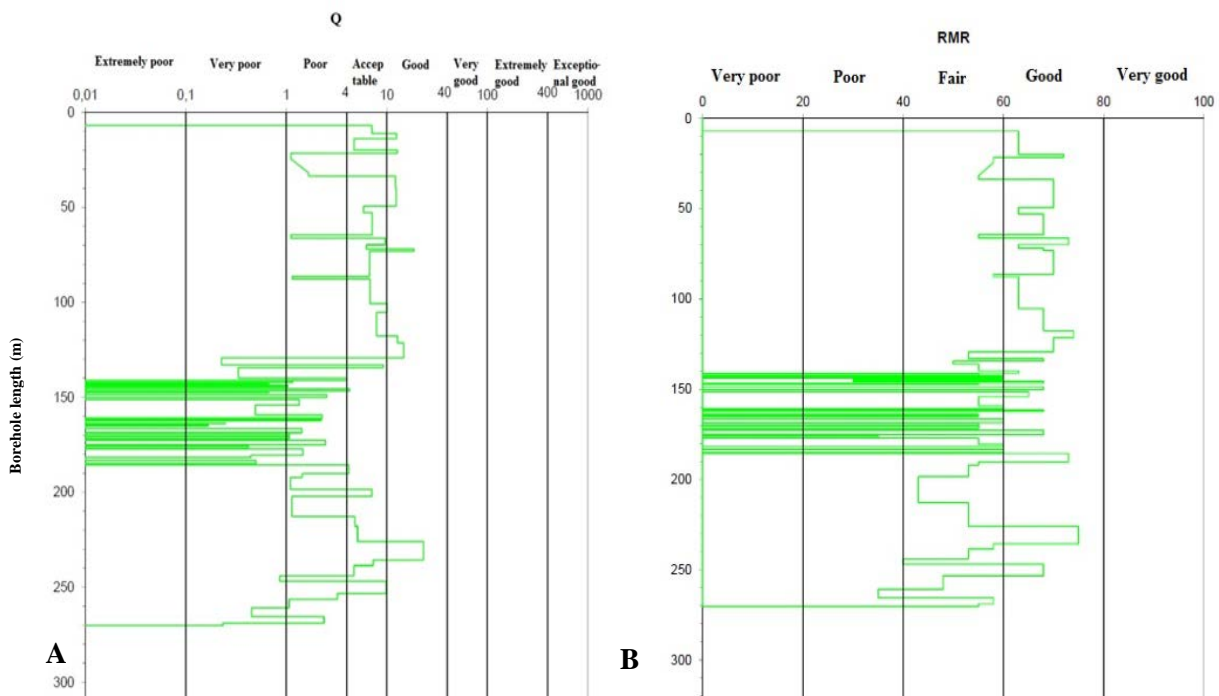 Q
Extremely poor Very poor Poor Accep Good Very Extremely Exceptio-
table good good nal good
0,01 0,1 1 4 10 40 100 400 1000
0
50
100
150
200
250
300
Borehole length (m)
A
RMR
Very poor Poor Fair Good Very good
0 20 40 60 80 100
0
50
100
150
200
250
300
B